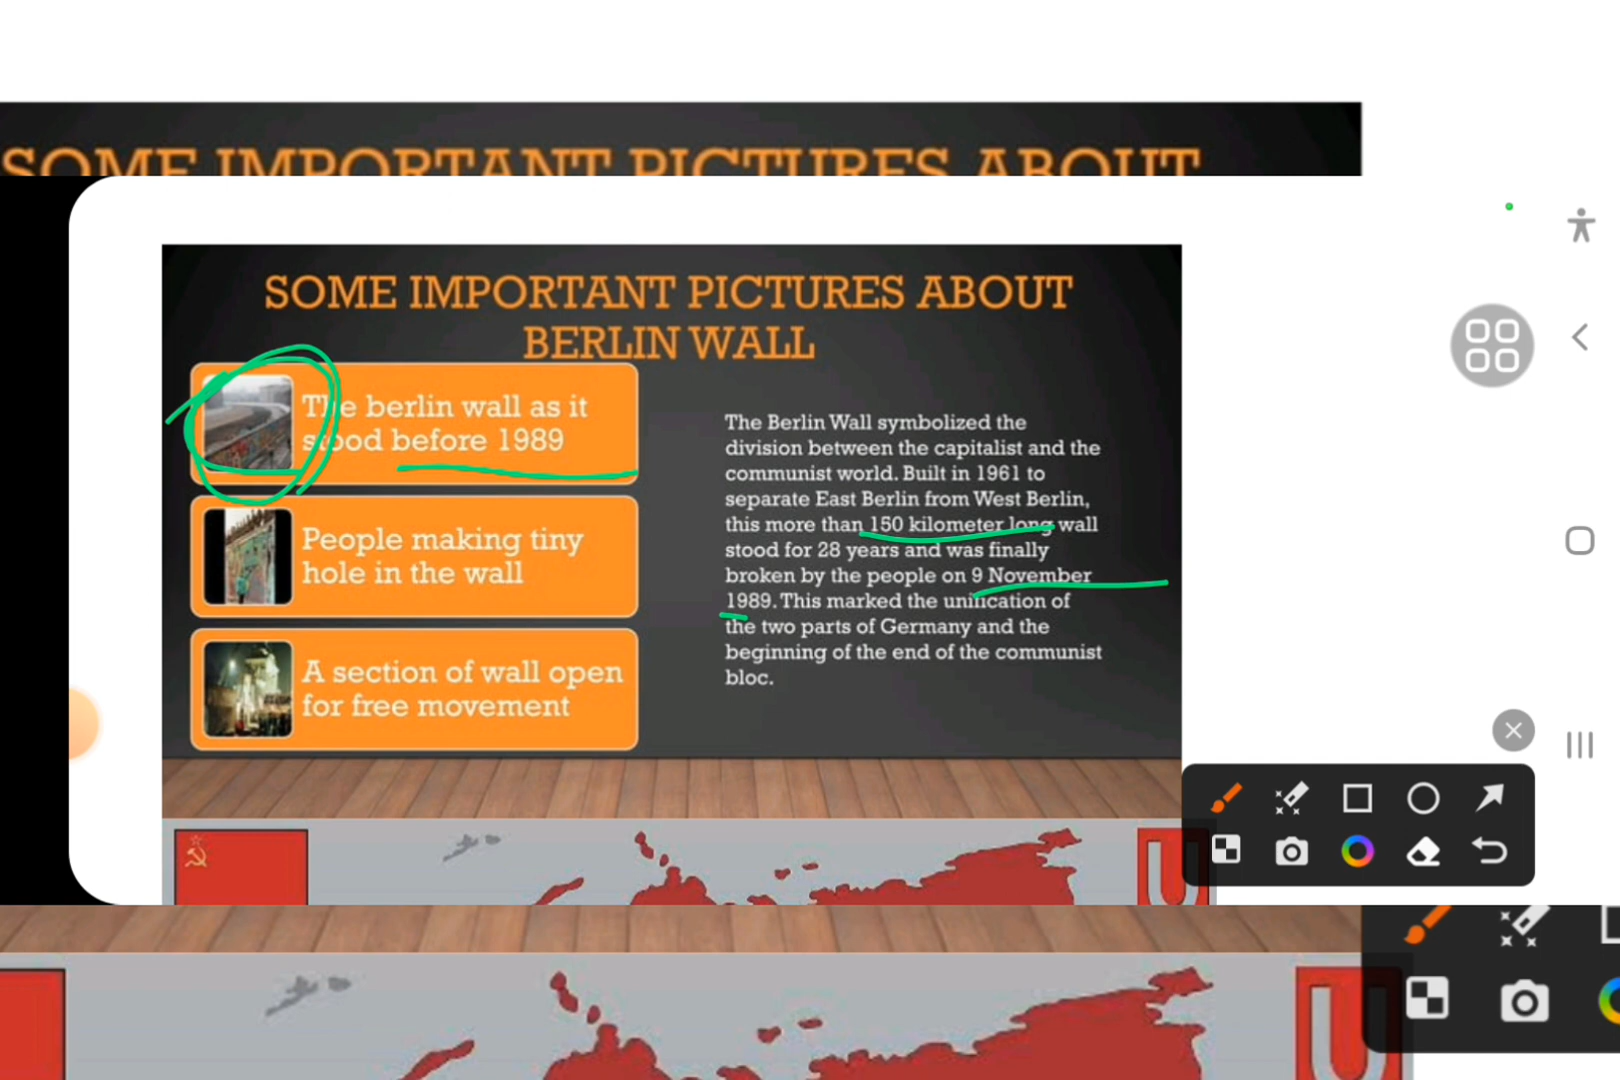 SOME IMPORTANT PICTURES ABOUT
SOME IMPORTANT PICTURES ABOUT
BERLIN WALL
The berlin wall as it
stood before 1989
People making tiny
hole in the wall
A section of wall open
for free movement
The Berlin Wall symbolized the
division between the capitalist and the
communist world. Built in 1961 to
separate East Berlin from West Berlin,
this more than 150 kilometer long wall
stood for 28 years and was finally
broken by the people on 9 November
1989. This marked the unification of
the two parts of Germany and the
beginning of the end of the communist
bloc.
U
U